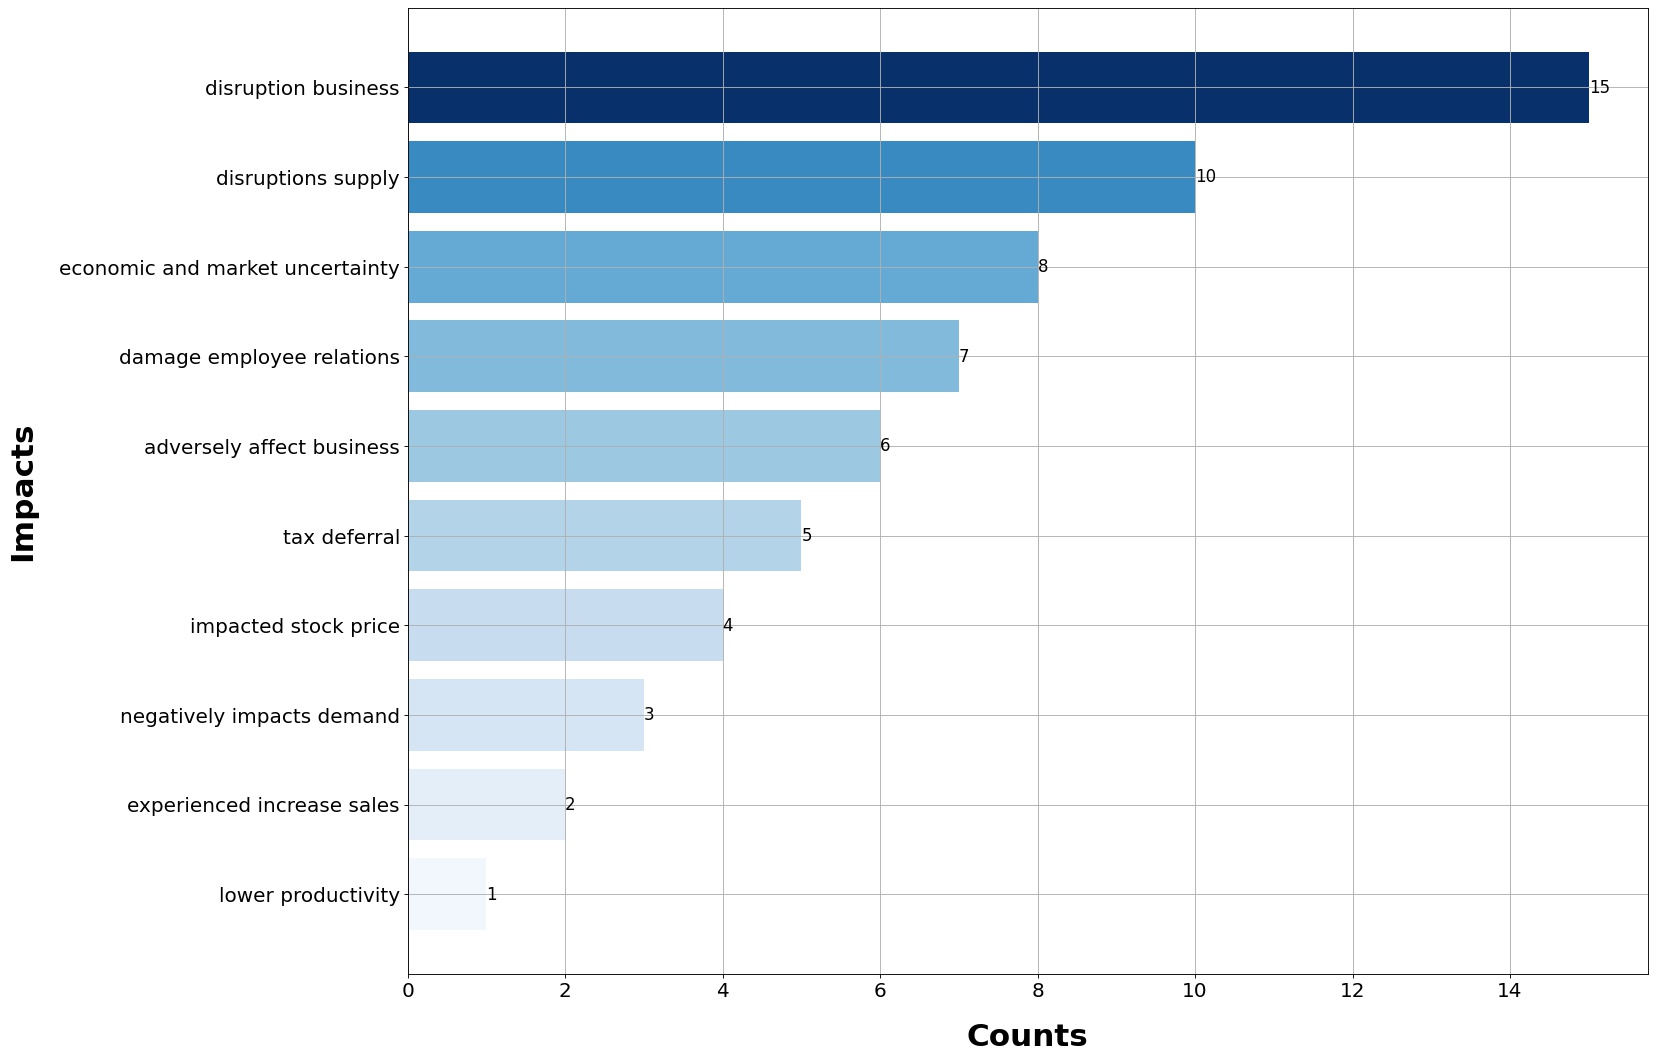 disruption business
15
disruptions supply
10
economic and market uncertainty
8
damage employee relations
7
adversely affect business
6
tax deferral
5
impacted stock price
4
negatively impacts demand
3
experienced increase sales
2
lower productivity
1
Impacts
0 2 4 6 8 10 12 14
Counts